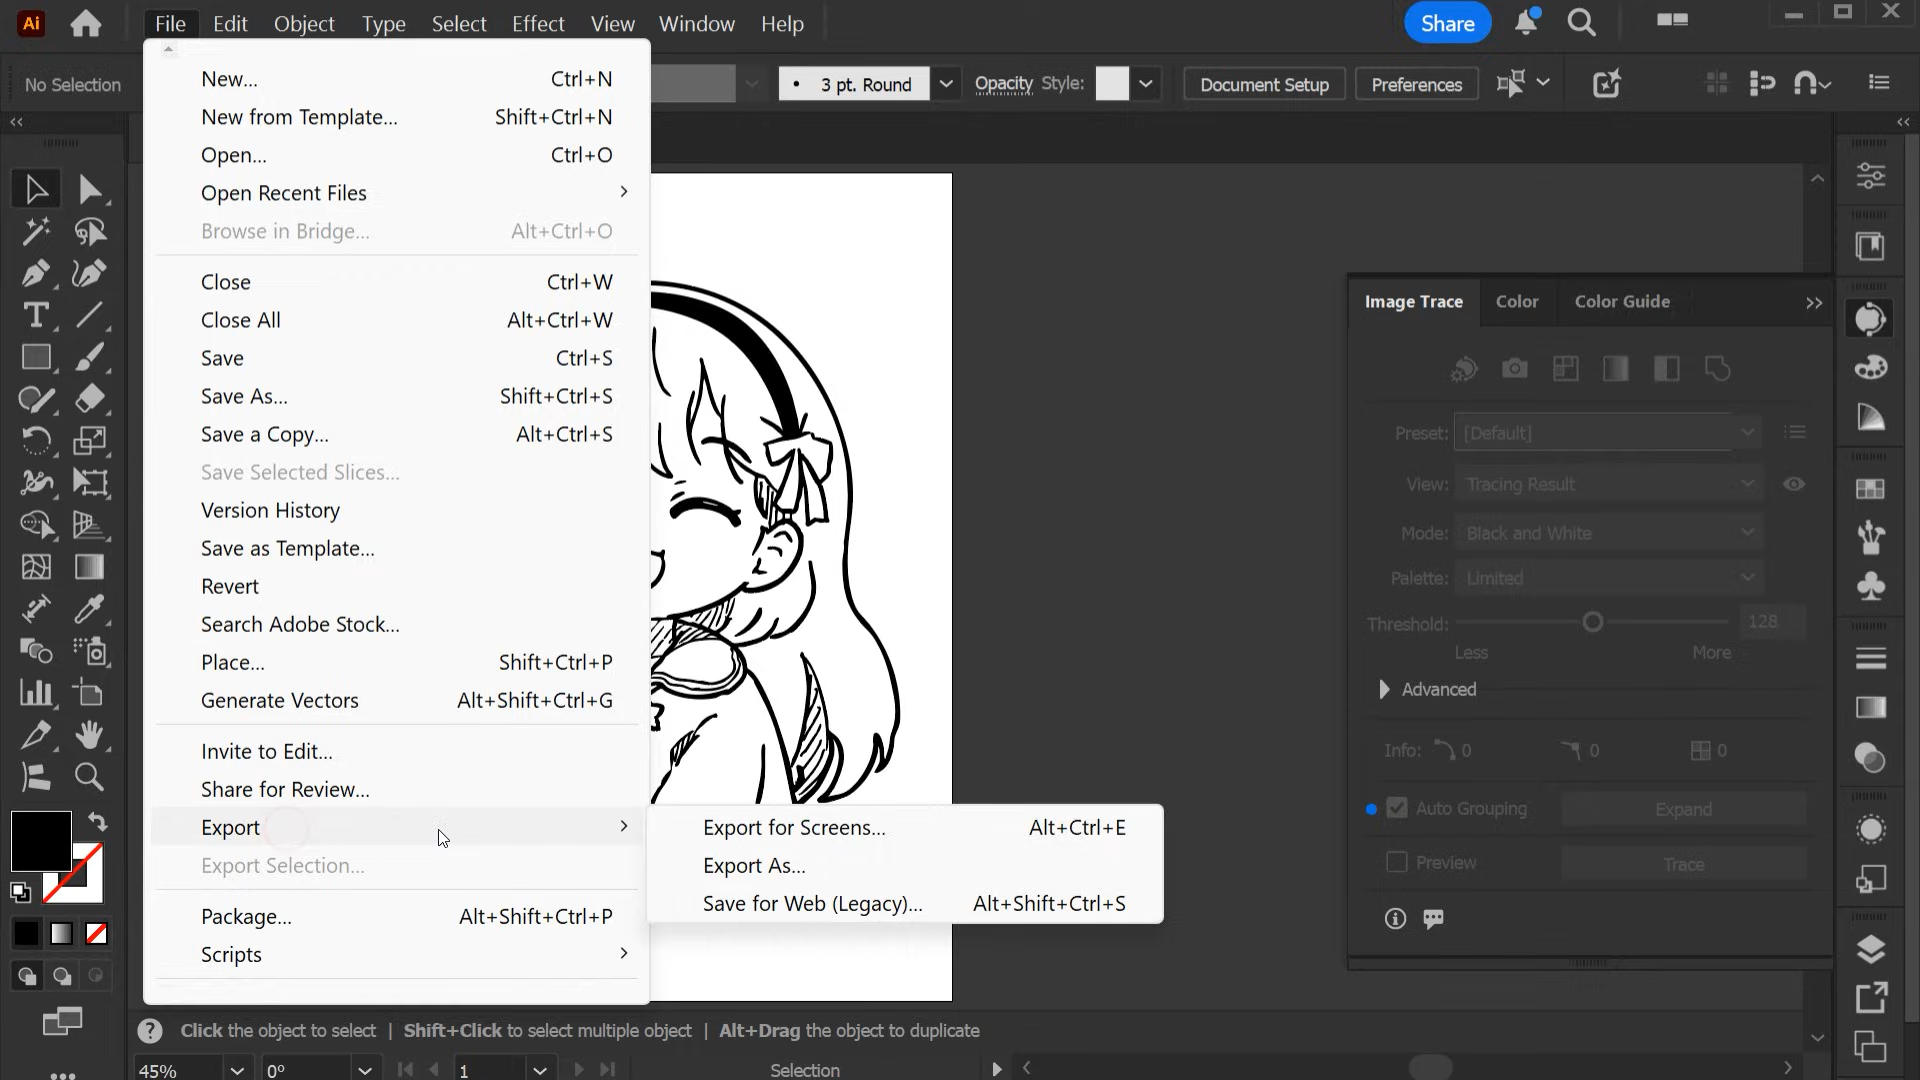 Ai
File
Edit
Object
Type
Select
Effect
View
Window
Help
Share
No Selection
• 3 pt. Round
Opacity
Style:
Document Setup
Preferences
New... Ctrl+N
New from Template... Shift+Ctrl+N
Open... Ctrl+O
Open Recent Files
Browse in Bridge... Alt+Ctrl+O
Close Ctrl+W
Close All Alt+Ctrl+W
Save Ctrl+S
Save As... Shift+Ctrl+S
Save a Copy... Alt+Ctrl+S
Save Selected Slices...
Version History
Save as Template...
Revert
Search Adobe Stock...
Place... Shift+Ctrl+P
Generate Vectors Alt+Shift+Ctrl+G
Invite to Edit...
Share for Review...
Export
Export Selection...
Package... Alt+Shift+Ctrl+P
Scripts
Export for Screens... Alt+Ctrl+E
Export As...
Save for Web (Legacy)... Alt+Shift+Ctrl+S
Image Trace
Color
Color Guide
Preset: [Default]
View: Tracing Result
Mode: Black and White
Palette: Limited
Threshold: 128
Less More
Advanced
Info: 0 0 0
Auto Grouping
Expand
Preview
Trace
Click the object to select | Shift+Click to select multiple object | Alt+Drag the object to duplicate
45%
0°
1
Selection